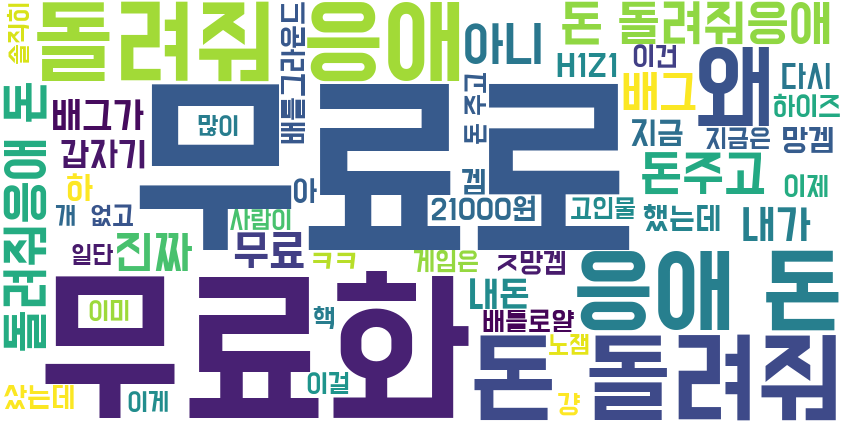 솔직히
돌려줘 응애
배틀그라운드
아니
돈 돌려줘응애
H1Z1
이건
왜
다시
배그
하이즈
돌려줘응애 돈
배그가
많이
무료로
돈 주고
지금
지금은
망겜
갑자기
하
아
겜
돈주고
이제
개
없고
사람이
21000원
고인물
했는데
내가
일단
진짜
무료
ㅋㅋ
게임은
ㅈ망겜
응애 돈
이미
무료화
핵
내돈
배틀로얄
노잼
돈 돌려줘
샀는데
이게
이걸
걍